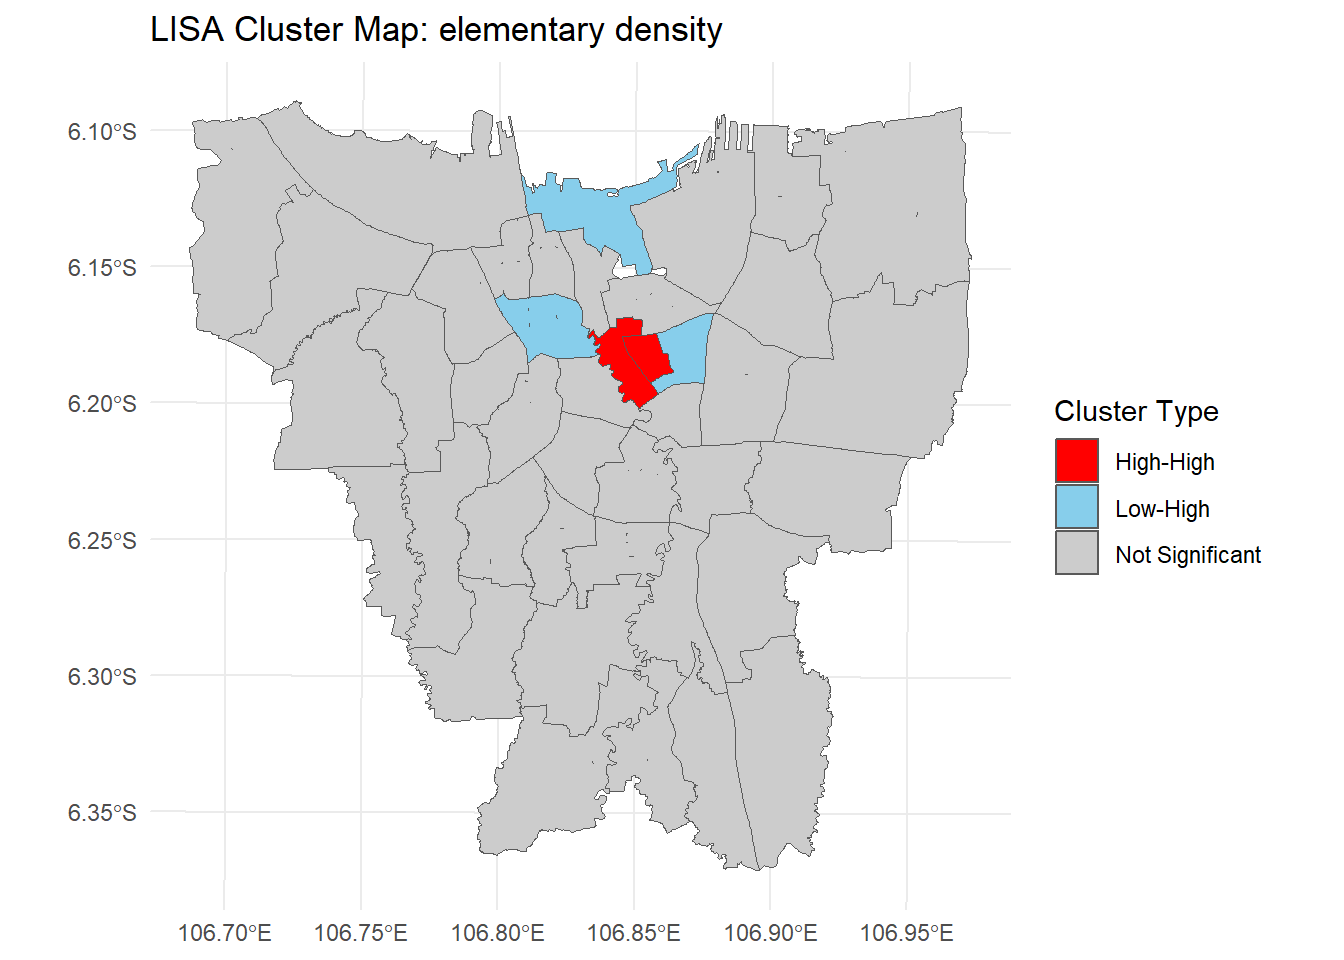 LISA Cluster Map: elementary density
6.10°S
6.15°S
6.20°S
6.25°S
6.30°S
6.35°S
106.70°E
106.75°E
106.80°E
106.85°E
106.90°E
106.95°E
Cluster Type
High-High
Low-High
Not Significant